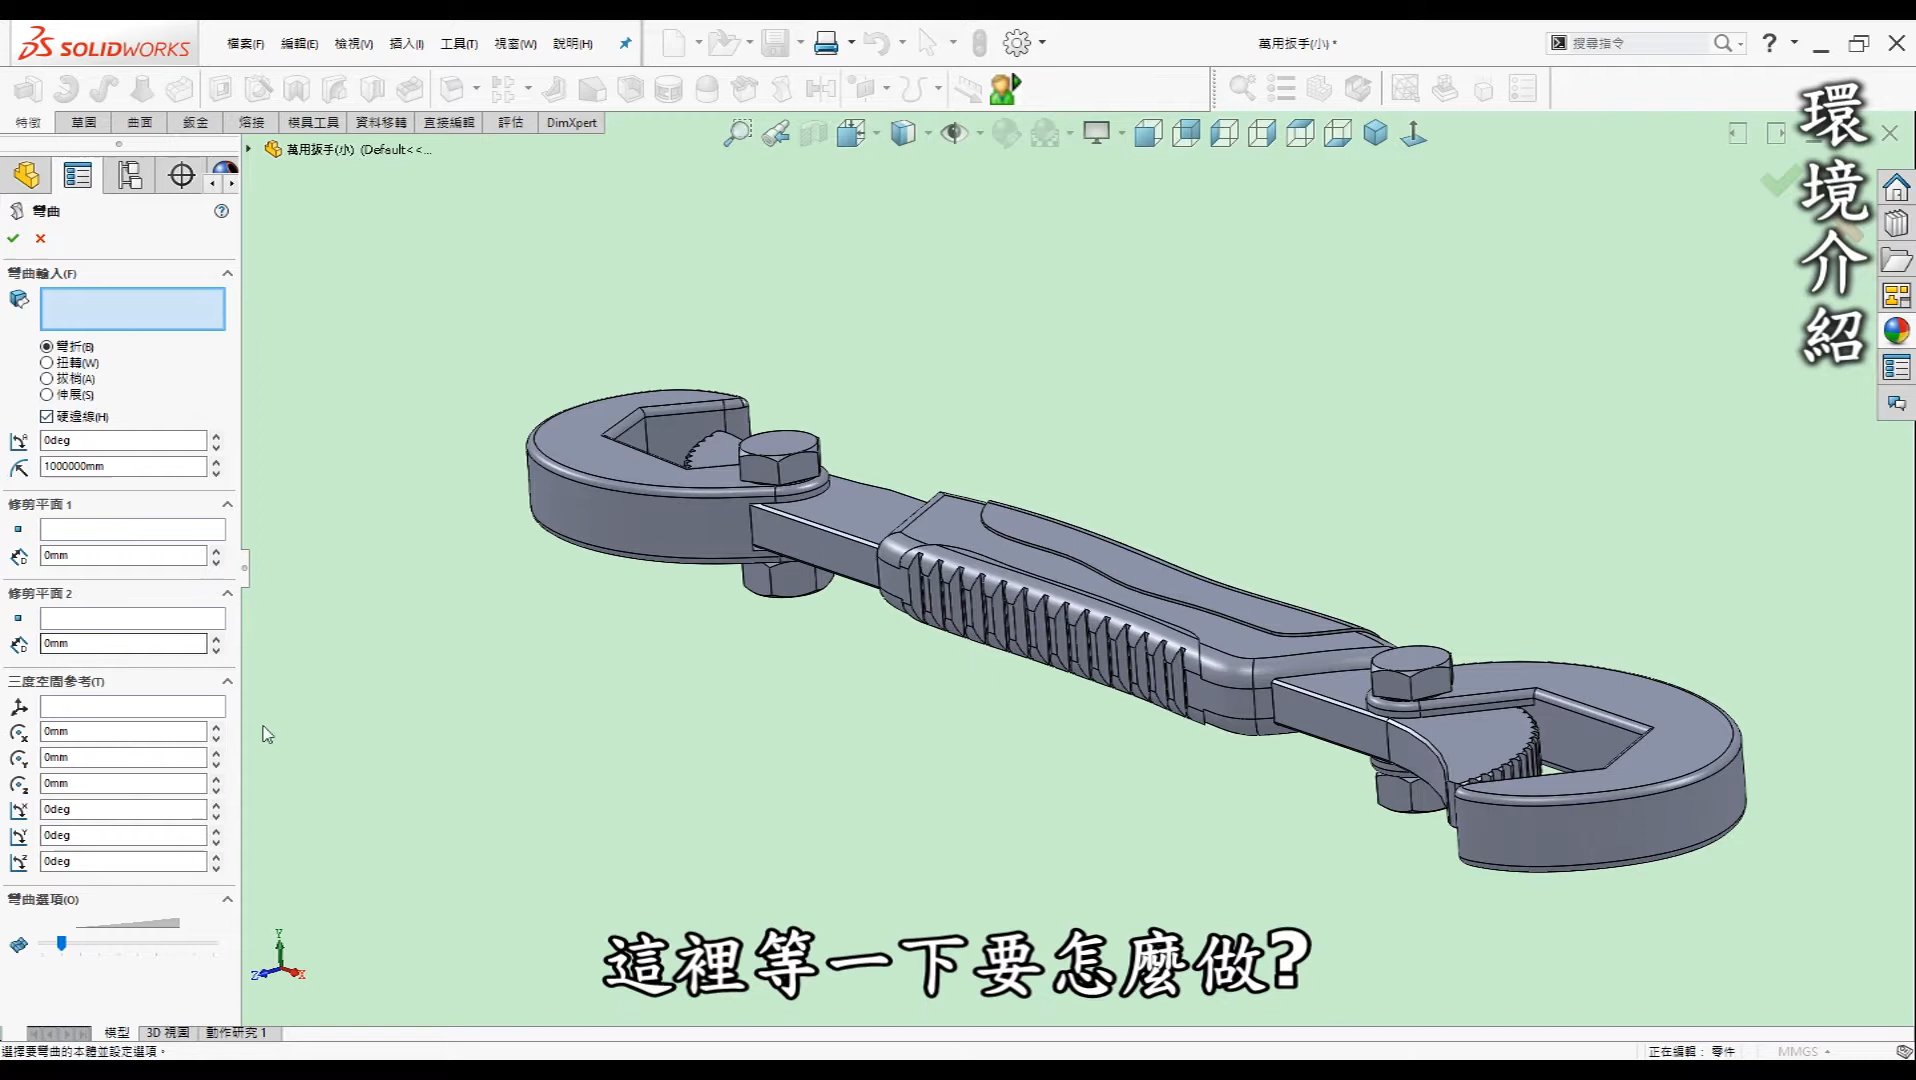 SOLIDWORKS
檔案(F) 編輯(E) 檢視(V) 插入(I) 工具(T) 視窗(W) 說明(H)
萬用扳手(小) *
搜尋指令
?
特徵 草圖 曲面 鈑金 熔接 模具工具 資料移轉 直接編輯 評估 DimXpert
萬用扳手(小) (Default<<...
環境介紹
彎曲
彎曲輸入(F)
彎折(B)
扭轉(W)
拔梢(A)
伸展(S)
硬邊線(H)
0deg
1000000mm
修剪平面1
0mm
修剪平面2
0mm
三度空間參考(T)
0mm
0mm
0mm
0deg
0deg
0deg
彎曲選項(O)
Y
Z X
這裡等一下要怎麼做?
模型 3D 視圖 動作研究 1
選擇要彎曲的本體並設定選項。
正在編輯： 零件
MMGS